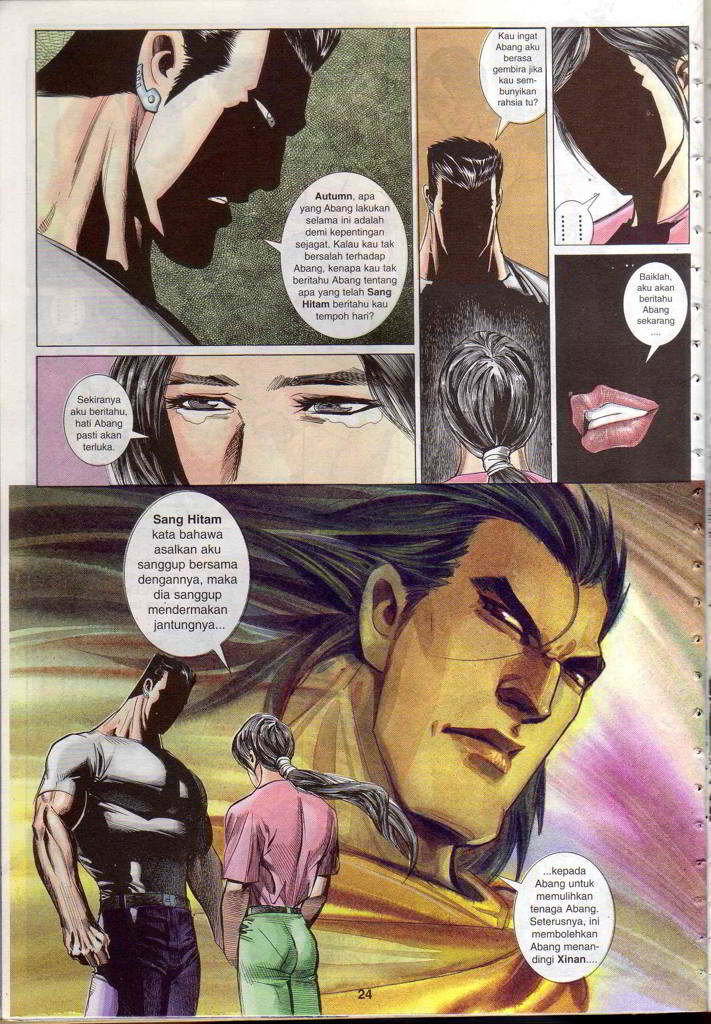 Autumn, apa
yang Abang lakukan
selama ini adalah
demi kepentingan
sejagat. Kalau kau tak
bersalah terhadap
Abang, kenapa kau tak
beritahu Abang tentang
apa yang telah Sang
Hitam beritahu kau
tempoh hari?
Kau ingat
Abang aku
berasa
gembira jika
kau sem-
bunyikan
rahsia tu?
Sekiranya
aku beritahu,
hati Abang
pasti akan
terluka.
Baiklah,
aku akan
beritahu
Abang
sekarang
....
Sang Hitam
kata bahawa
asalkan aku
sanggup bersama
dengannya, maka
dia sanggup
mendermakan
jantungnya...
...kepada
Abang untuk
memulihkan
tenaga Abang.
Seterusnya, ini
membolehkan
Abang menan-
dingi Xinan....
24